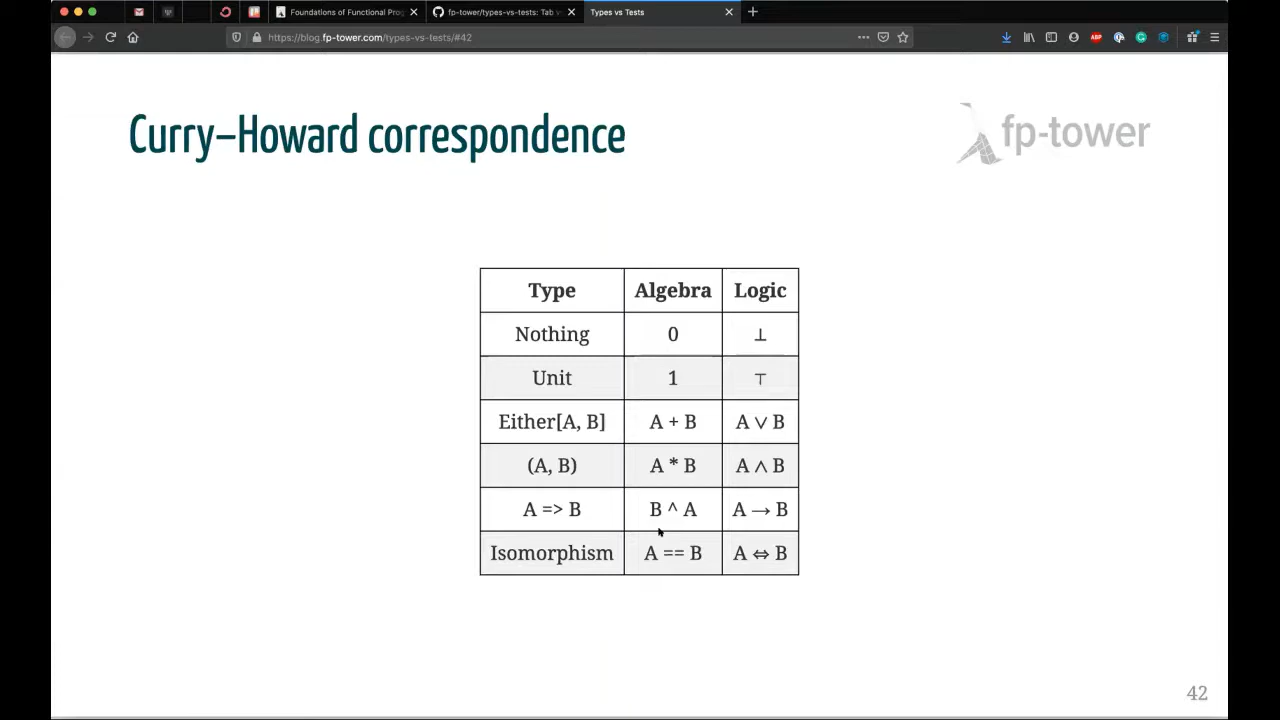 Foundations of Functional Prog
fp-tower/types-vs-tests: Tab
Types vs Tests
https://blog.fp-tower.com/types-vs-tests/#42
ABP
Curry–Howard correspondence
fp-tower
Type Algebra Logic
Nothing 0 ⊥
Unit 1 ⊤
Either[A, B] A + B A ∨ B
(A, B) A * B A ∧ B
A => B B ^ A A → B
Isomorphism A == B A ⇔ B
42